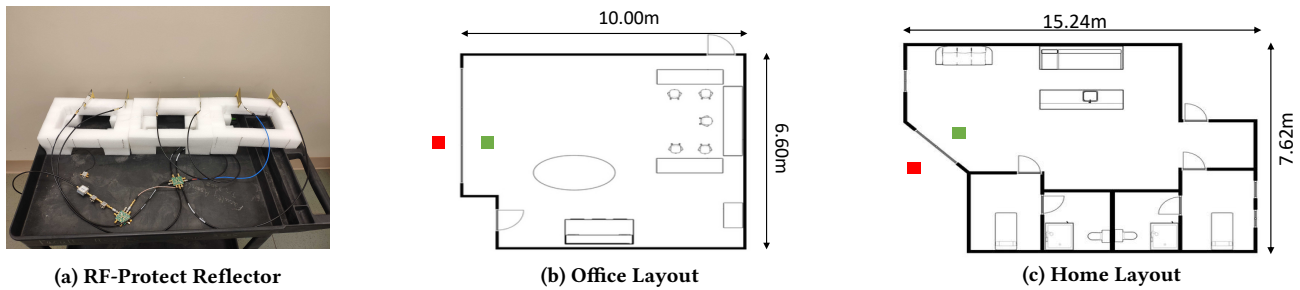 10.00m
15.24m
6.60m
7.62m
(a) RF-Protect Reflector
(b) Office Layout
(c) Home Layout